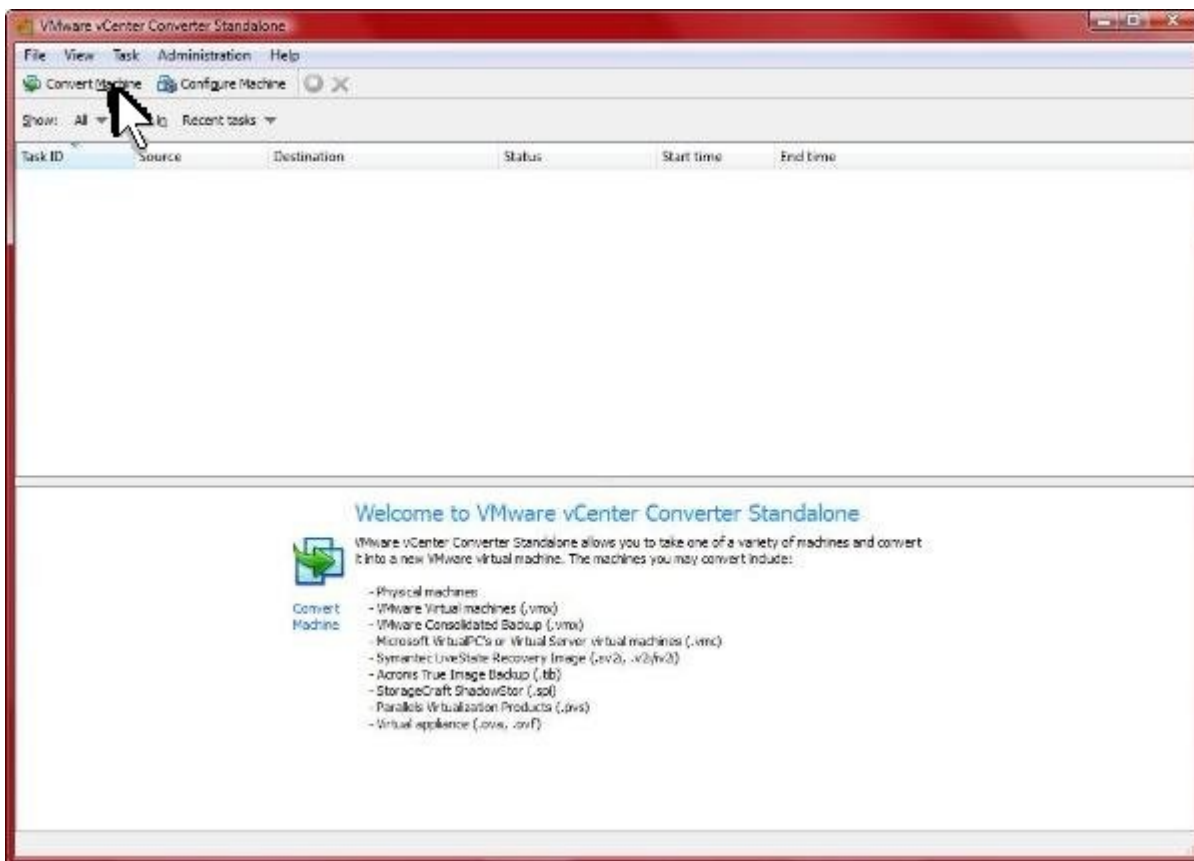 VMware vCenter Converter Standalone
File View Task Administration Help
Convert Machine Configure Machine
Show: All Recent tasks
Task ID Source Destination Status Start time End time
Welcome to VMware vCenter Converter Standalone
VMware vCenter Converter Standalone allows you to take one of a variety of machines and convert
it into a new VMware virtual machine. The machines you may convert include:
- Physical machines
- VMware Virtual machines (.vmx)
- VMware Consolidated Backup (.vmx)
- Microsoft VirtualPC's or Virtual Server virtual machines (.vmc)
- Symantec LiveState Recovery Image (.sv2i, .v2i/iv2i)
- Acronis True Image Backup (.tib)
- StorageCraft ShadowStor (.spf)
- Parallels Virtualization Products (.pvs)
- Virtual appliance (.ova, .ovf)
Convert
Machine